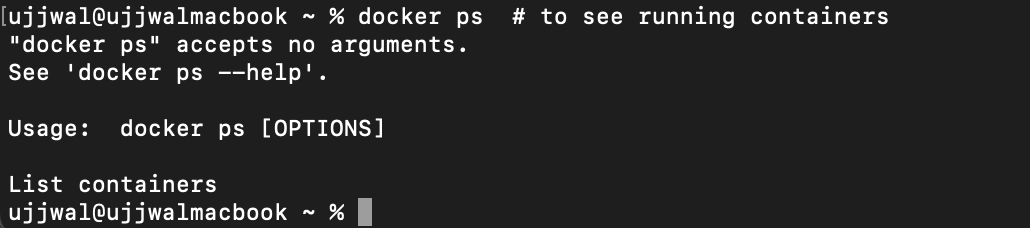 [ujjwal@ujjwalmacbook ~ % docker ps  # to see running containers
"docker ps" accepts no arguments.
See 'docker ps --help'.

Usage:  docker ps [OPTIONS]

List containers
ujjwal@ujjwalmacbook ~ %